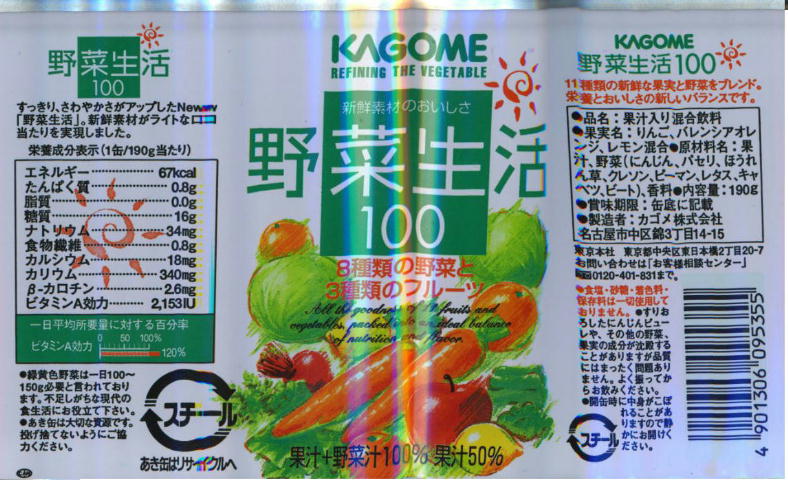 野菜生活
100
すっきり、さわやかさがアップしたNew
「野菜生活」。新鮮素材がライトな口
当たりを実現しました。
栄養成分表示(1缶/190g当たり)
エネルギー 67kcal
たんぱく質 0.8g
脂質 0.0g
糖質 16g
ナトリウム 34mg
食物繊維 0.8g
カルシウム 18mg
カリウム 340mg
β-カロチン 2.6mg
ビタミンA効力 2,153IU
一日平均所要量に対する百分率
0 50 100%
ビタミンA効力 120%
●緑黄色野菜は一日100〜
150g必要と言われており
ます。不足しがちな現代の
食生活にお役立て下さい。
●あき缶は大切な資源です。
投げ捨てないようにご協
力ください。
スチール
あき缶はリサイクルへ
KAGOME
REFINING THE VEGETABLE
新鮮素材のおいしさ
野菜生活
100
8種類の野菜と
3種類のフルーツ
All the goodness of fruits and
vegetables, packed into an ideal balance
of nutrition and flavor.
果汁+野菜汁100% 果汁50%
KAGOME
野菜生活100
11種類の新鮮な果実と野菜をブレンド。
栄養とおいしさの新しいバランスです。
●品名：果汁入り混合飲料
●果実名：りんご、バレンシアオレ
ンジ、レモン混合●原材料名：果
汁、野菜(にんじん、パセリ、ほうれ
ん草、クレソン、ピーマン、レタス、キャ
ベツ、ビート)、香料●内容量：190g
●賞味期限：缶底に記載
●製造者：カゴメ株式会社
名古屋市中区錦3丁目14-15
東京本社 東京都中央区東日本橋2丁目20-7
お問い合わせは「お客様相談センター」
0120-401-831まで。
●食塩・砂糖・着色料・
保存料は一切使用して
おりません。●すりお
ろしたにんじんピュー
レや、その他の野菜、
果実の成分が沈殿する
ことがありますが品質
にはまったく問題あり
ません。よく振ってか
らお飲みください。
●開缶時に中身がこぼ
れることがあ
りますので静
かにお開けく
ださい。
スチール
4901306095355